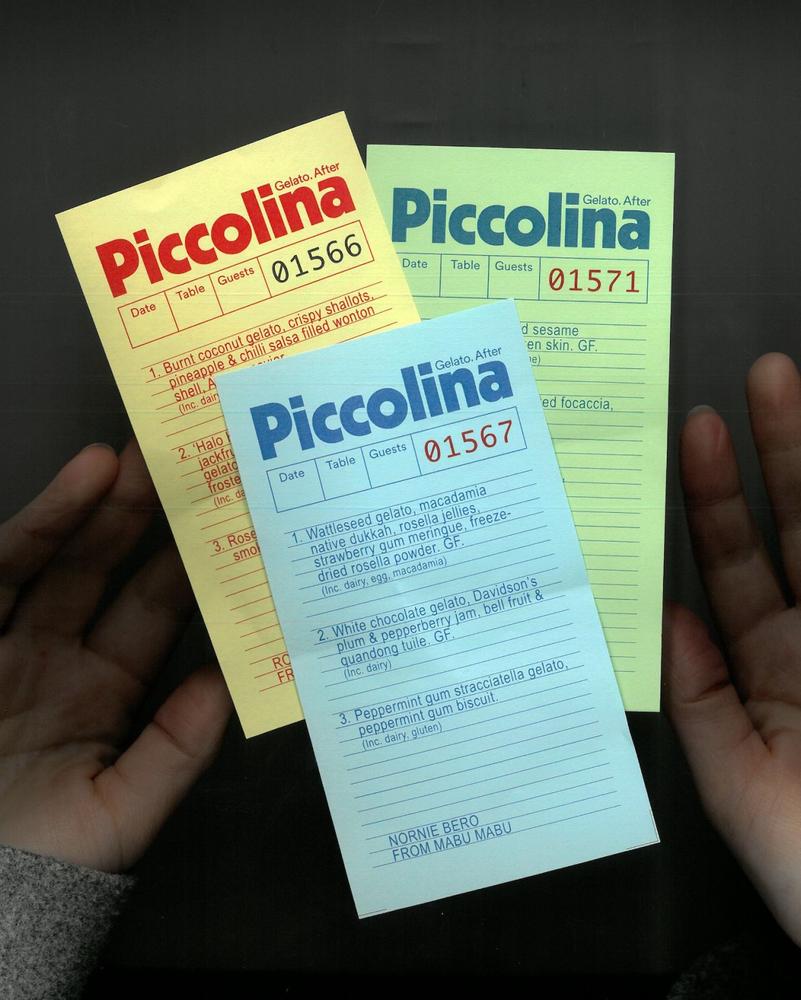 Gelato. After
Piccolina
Date Table Guests 01566
1. Burnt coconut gelato, crispy shallots,
pineapple & chilli salsa filled wonton
shell,
(Inc.
2. 'Halo
gelato
(Inc.
3. Rose
Gelato. After
Piccolina
Date Table Guests 01571
sesame
skin. GF.
focaccia,
Gelato. After
Piccolina
Date Table Guests 01567
1. Wattleseed gelato, macadamia
native dukkah, rosella jellies,
strawberry gum meringue, freeze-
dried rosella powder. GF.
(Inc. dairy, egg, macadamia)
2. White chocolate gelato, Davidson's
plum & pepperberry jam, bell fruit &
quandong tuile. GF.
(Inc. dairy)
3. Peppermint gum stracciatella gelato,
peppermint gum biscuit.
(Inc. dairy, gluten)
NORNIE BERO
FROM MABU MABU